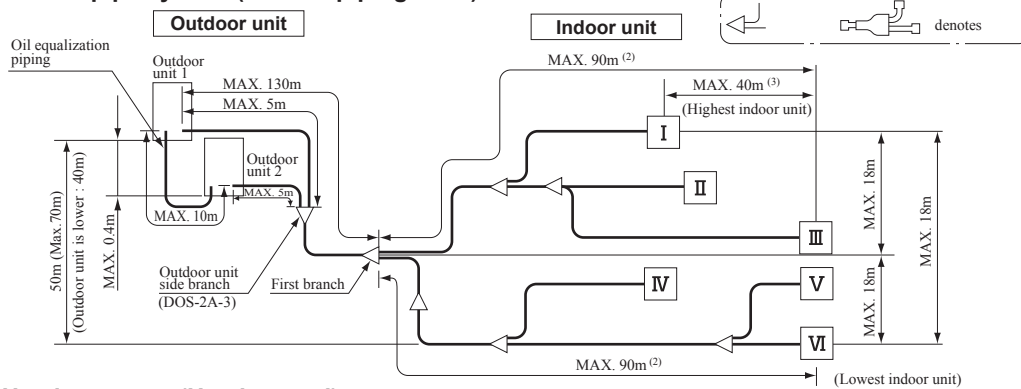 Outdoor unit
Indoor unit
denotes
Oil equalization
piping
Outdoor
unit 1
MAX. 130m
MAX. 5m
MAX. 90m (2)
MAX. 40m (3)
(Highest indoor unit)
I
II
III
Outdoor
unit 2
MAX. 5m
MAX. 10m
50m (Max.70m)
(Outdoor unit is lower : 40m)
MAX. 0.4m
Outdoor unit
side branch
(DOS-2A-3)
First branch
IV
V
VI
MAX. 18m
MAX. 18m
MAX. 18m
MAX. 90m (2)
(Lowest indoor unit)